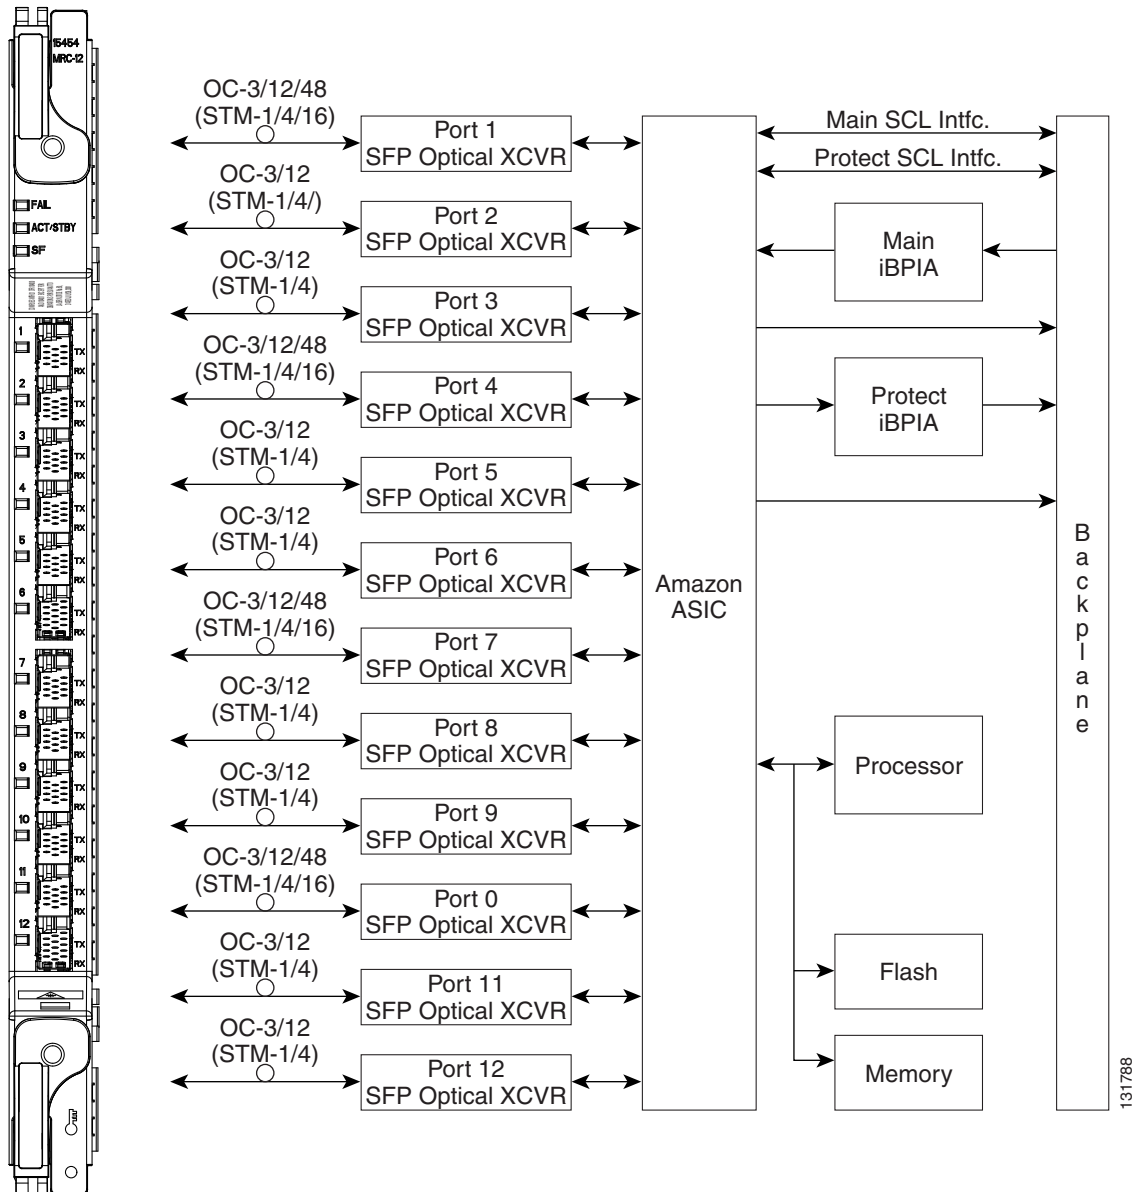 15454
MRC-12
FAIL
ACT/STBY
SF
1
TX
RX
2
TX
RX
3
TX
RX
4
TX
RX
5
TX
RX
6
TX
RX
7
TX
RX
8
TX
RX
9
TX
RX
10
TX
RX
11
TX
RX
12
TX
RX
OC-3/12/48
(STM-1/4/16)
Port 1
SFP Optical XCVR
OC-3/12
(STM-1/4/)
Port 2
SFP Optical XCVR
OC-3/12
(STM-1/4)
Port 3
SFP Optical XCVR
OC-3/12/48
(STM-1/4/16)
Port 4
SFP Optical XCVR
OC-3/12
(STM-1/4)
Port 5
SFP Optical XCVR
OC-3/12
(STM-1/4)
Port 6
SFP Optical XCVR
OC-3/12/48
(STM-1/4/16)
Port 7
SFP Optical XCVR
OC-3/12
(STM-1/4)
Port 8
SFP Optical XCVR
OC-3/12
(STM-1/4)
Port 9
SFP Optical XCVR
OC-3/12/48
(STM-1/4/16)
Port 0
SFP Optical XCVR
OC-3/12
(STM-1/4)
Port 11
SFP Optical XCVR
OC-3/12
(STM-1/4)
Port 12
SFP Optical XCVR
Amazon
ASIC
Main SCL Intfc.
Protect SCL Intfc.
Main
iBPIA
Protect
iBPIA
Processor
Flash
Memory
Backplane
131788